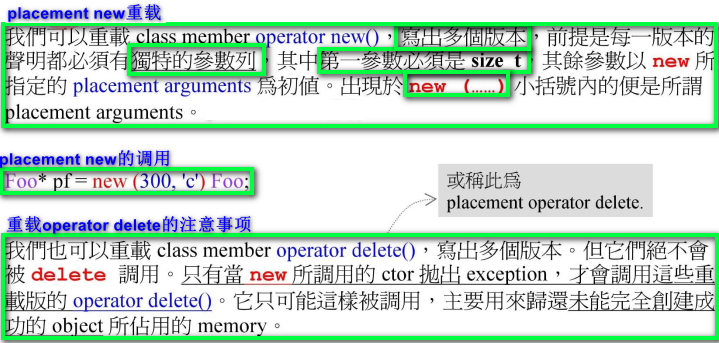 placement new重载
我們可以重載 class member operator new()，寫出多個版本，前提是每一版本的
聲明都必須有獨特的參數列，其中第一參數必須是 size_t，其餘參數以 new 所
指定的 placement arguments 爲初值。出現於 new (……) 小括號內的便是所謂
placement arguments。
placement new的调用
Foo* pf = new (300, 'c') Foo;
或稱此爲
placement operator delete.
重载operator delete的注意事项
我們也可以重載 class member operator delete()，寫出多個版本。但它們絕不會
被 delete 調用。只有當 new 所調用的 ctor 拋出 exception，才會調用這些重
載版的 operator delete()。它只可能這樣被調用，主要用來歸還未能完全創建成
功的 object 所佔用的 memory。